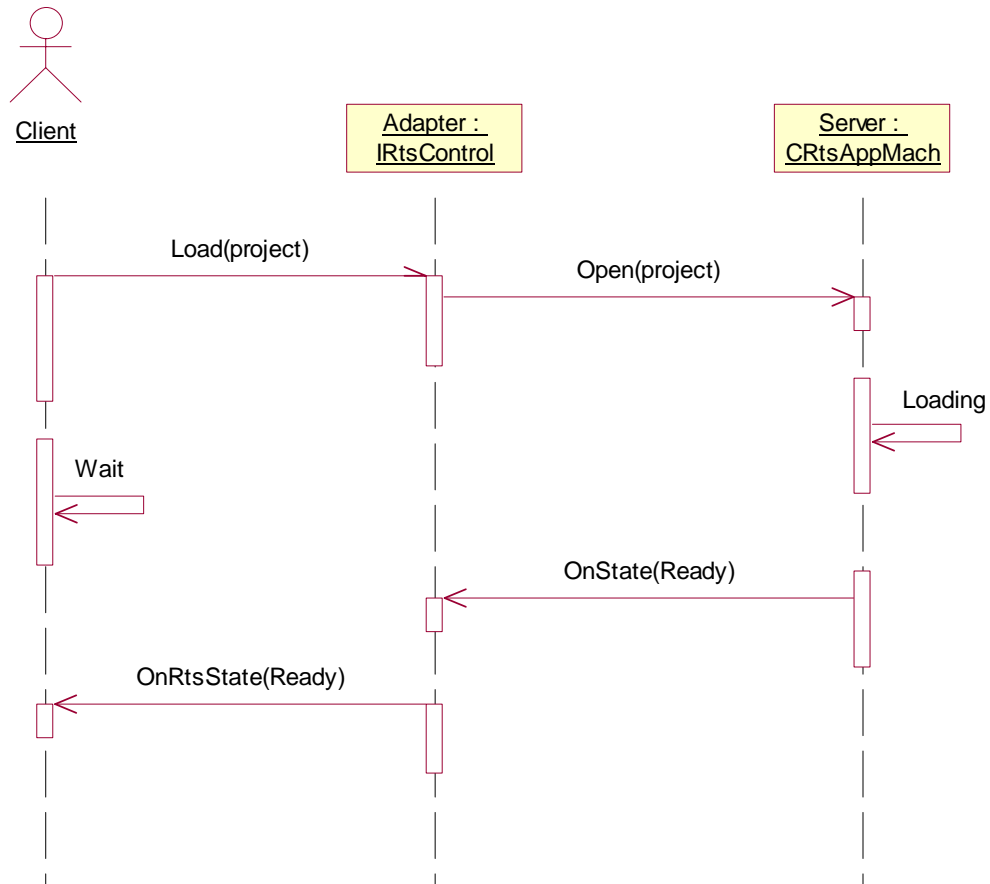 Client
Adapter :
IRtsControl
Server :
CRtsAppMach
Load(project)
Open(project)
Loading
Wait
OnState(Ready)
OnRtsState(Ready)